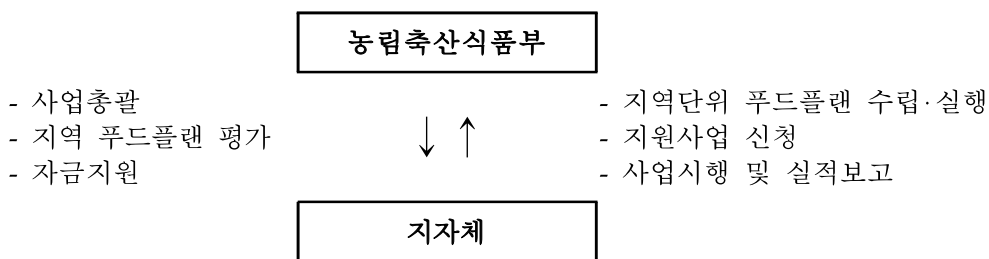 농림축산식품부
- 사업총괄
- 지역 푸드플랜 평가
- 자금지원
- 지역단위 푸드플랜 수립·실행
- 지원사업 신청
- 사업시행 및 실적보고
지자체